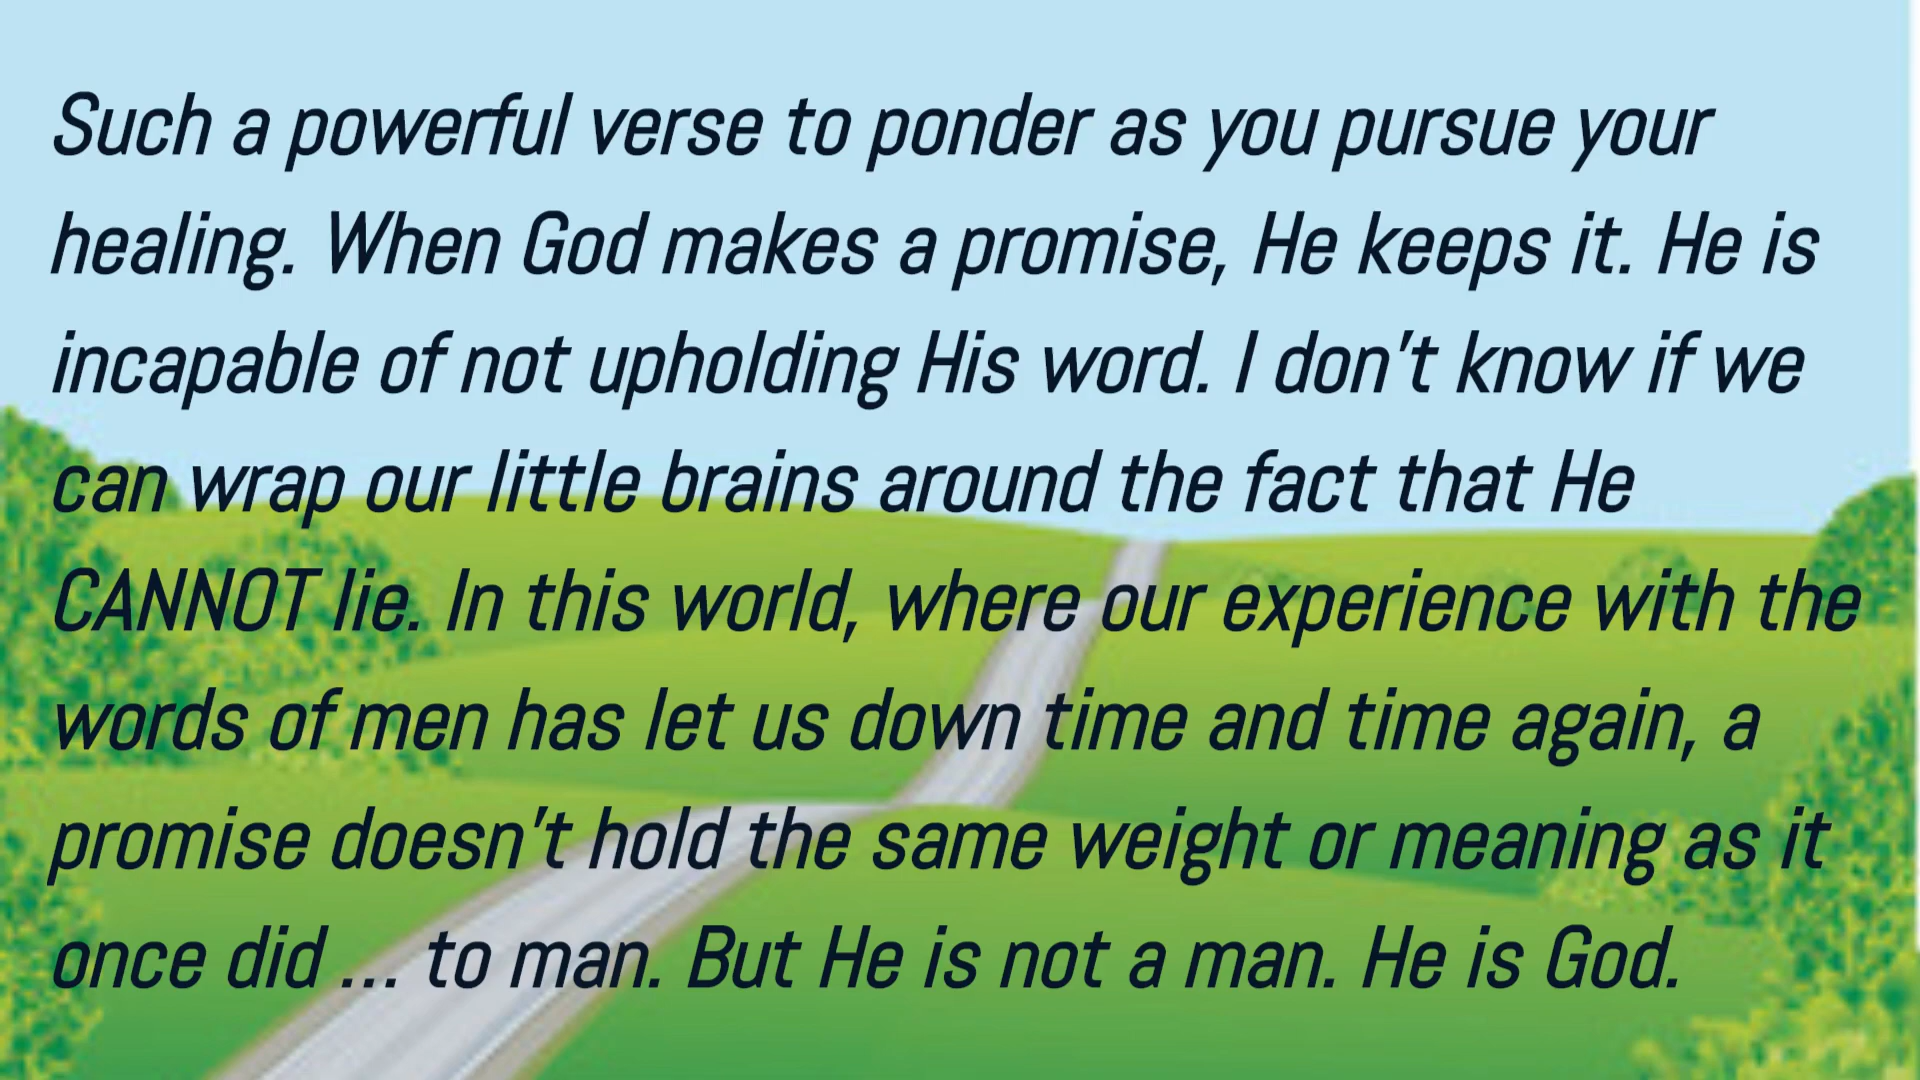 Such a powerful verse to ponder as you pursue your
healing. When God makes a promise, He keeps it. He is
incapable of not upholding His word. I don't know if we
can wrap our little brains around the fact that He
CANNOT lie. In this world, where our experience with the
words of men has let us down time and time again, a
promise doesn't hold the same weight or meaning as it
once did ... to man. But He is not a man. He is God.